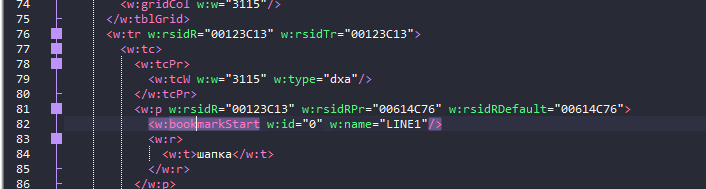 74 <w:gridCol w:w="3115"/>
75 </w:tblGrid>
76 <w:tr w:rsidR="00123C13" w:rsidTr="00123C13">
77 <w:tc>
78 <w:tcPr>
79 <w:tcW w:w="3115" w:type="dxa"/>
80 </w:tcPr>
81 <w:p w:rsidR="00123C13" w:rsidRPr="00614C76" w:rsidRDefault="00614C76">
82 <w:bookmarkStart w:id="0" w:name="LINE1"/>
83 <w:r>
84 <w:t>шапка</w:t>
85 </w:r>
86 </w:p>